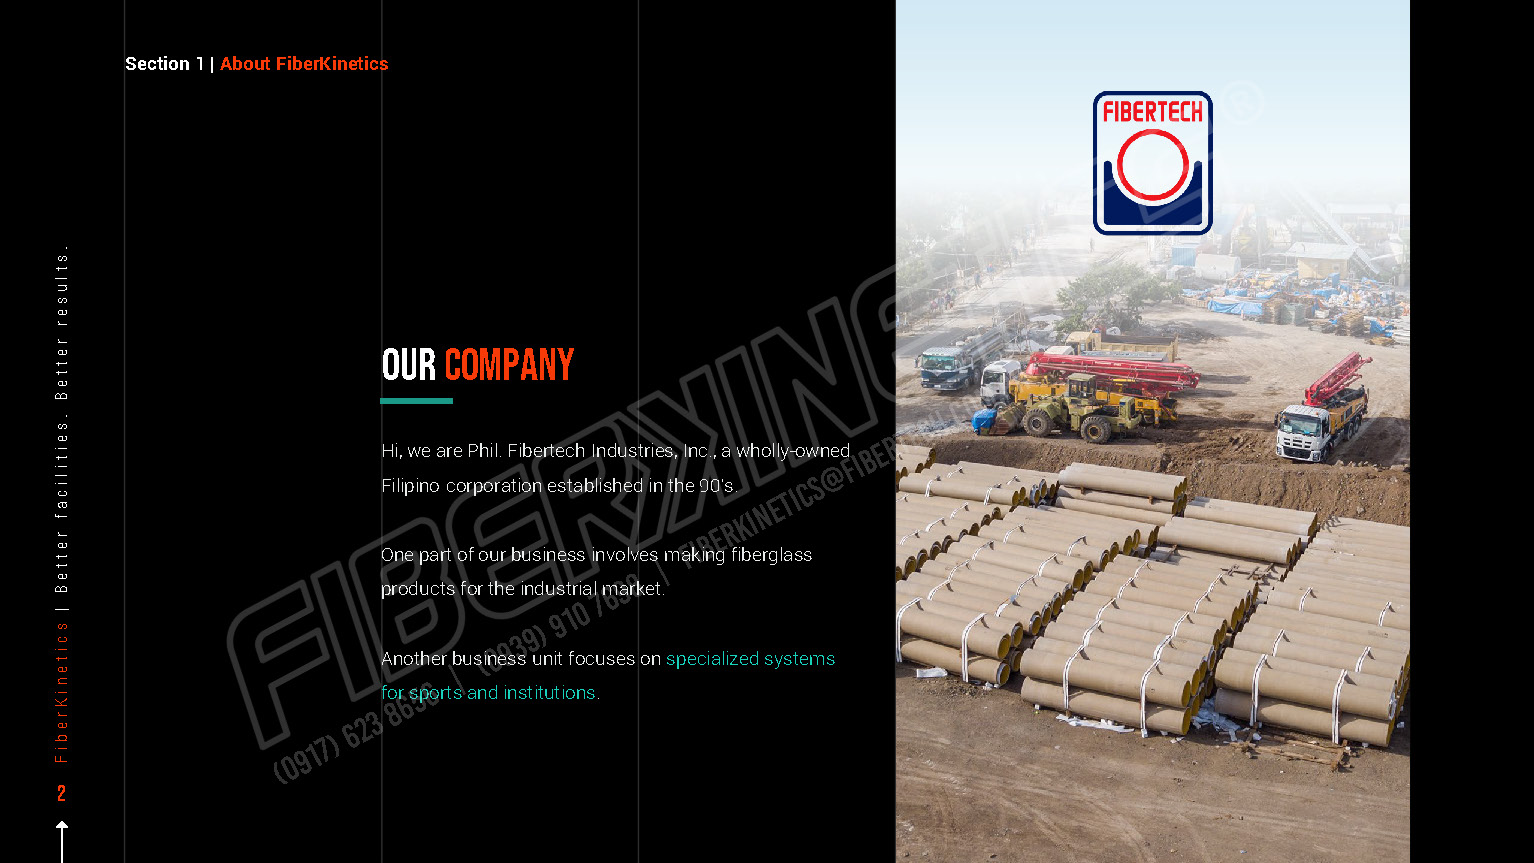 Section 1 | About FiberKinetics
FIBERTECH
®
OUR COMPANY
Hi, we are Phil. Fibertech Industries, Inc., a wholly-owned
Filipino corporation established in the 90's.
One part of our business involves making fiberglass
products for the industrial market.
Another business unit focuses on specialized systems
for sports and institutions.
2
FiberKinetics | Better facilities. Better results.